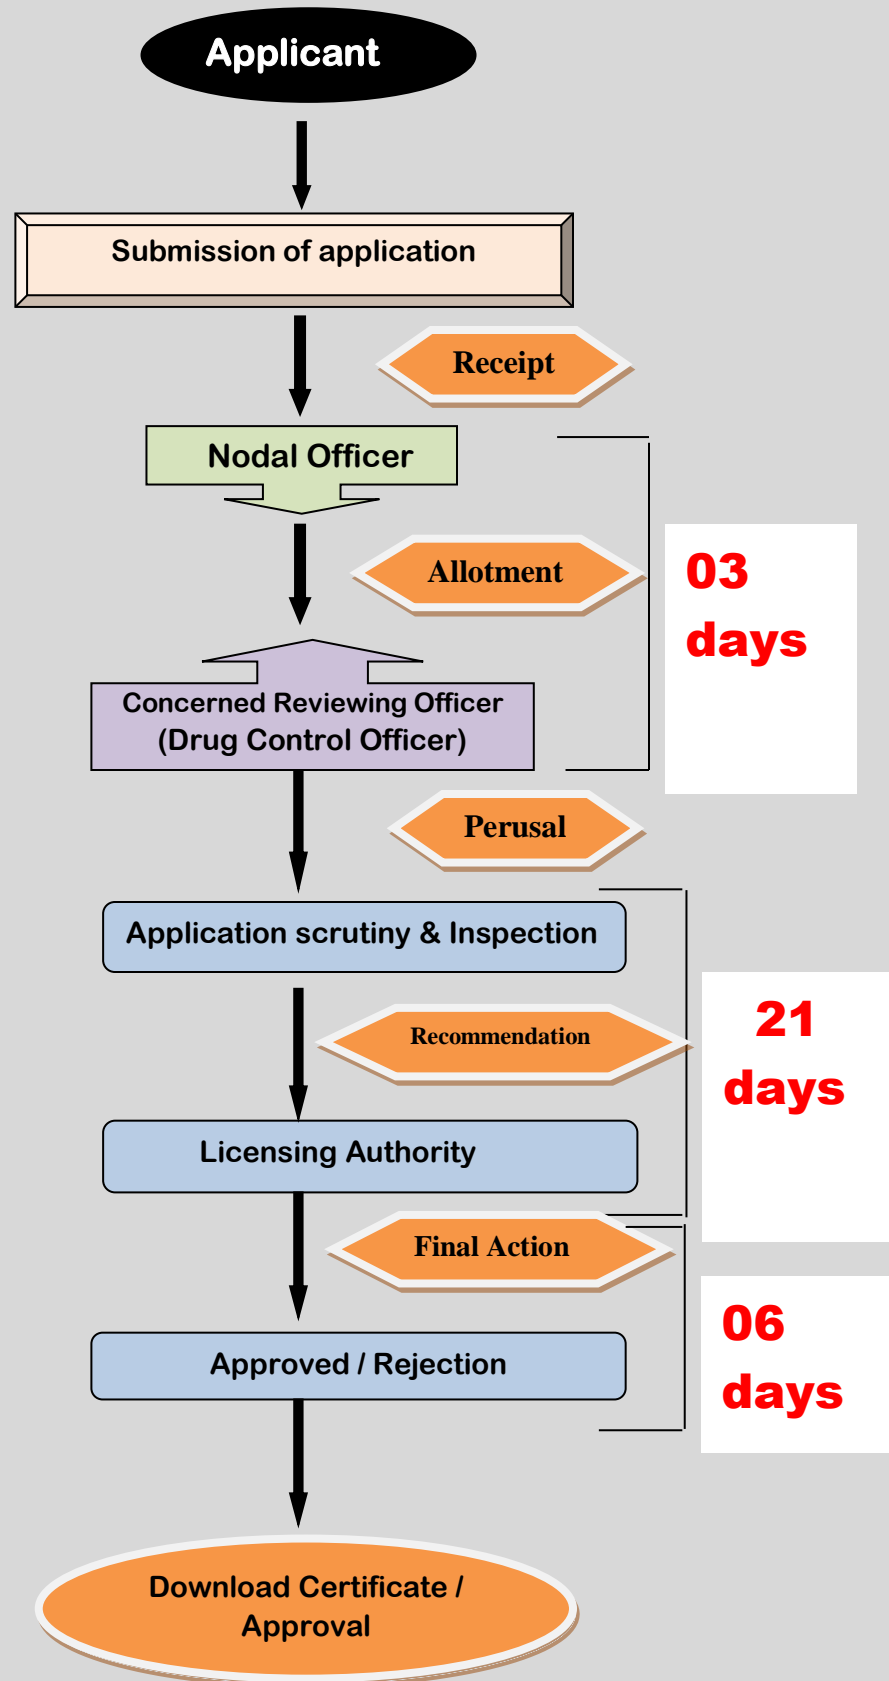 Applicant
Submission of application
Receipt
Nodal Officer
Allotment
03
days
Concerned Reviewing Officer
(Drug Control Officer)
Perusal
Application scrutiny & Inspection
Recommendation
21
days
Licensing Authority
Final Action
06
days
Approved / Rejection
Download Certificate /
Approval